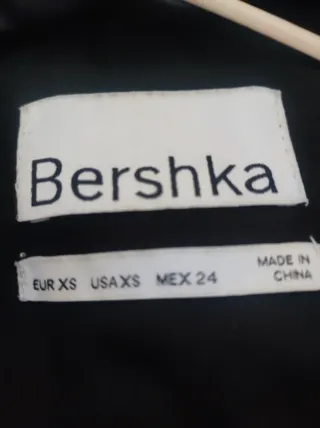 Bershka
EUR XS USA XS MEX 24 MADE IN
CHINA